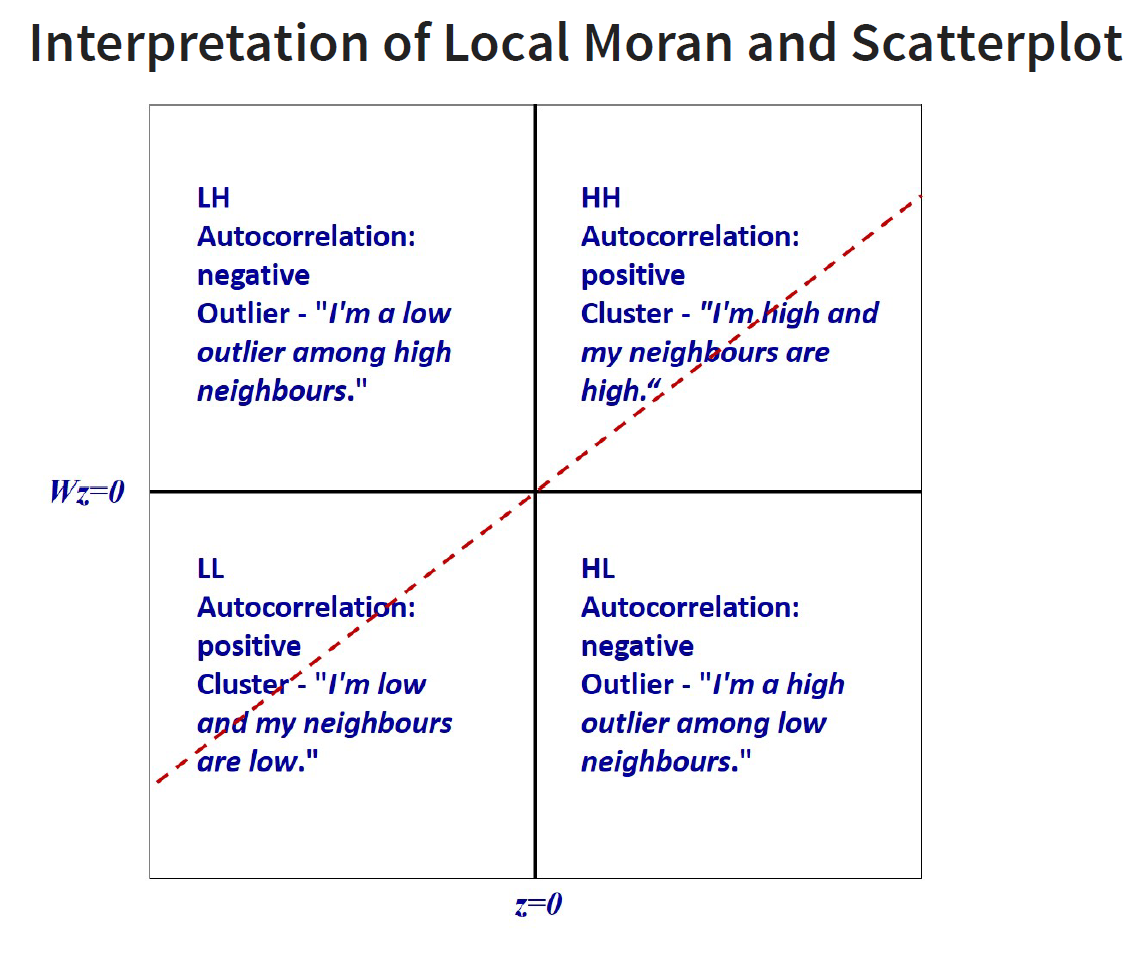 Interpretation of Local Moran and Scatterplot
LH
Autocorrelation:
negative
Outlier - "I'm a low
outlier among high
neighbours."
HH
Autocorrelation:
positive
Cluster - "I'm high and
my neighbours are
high.“
Wz=0
LL
Autocorrelation:
positive
Cluster - "I'm low
and my neighbours
are low."
HL
Autocorrelation:
negative
Outlier - "I'm a high
outlier among low
neighbours."
z=0